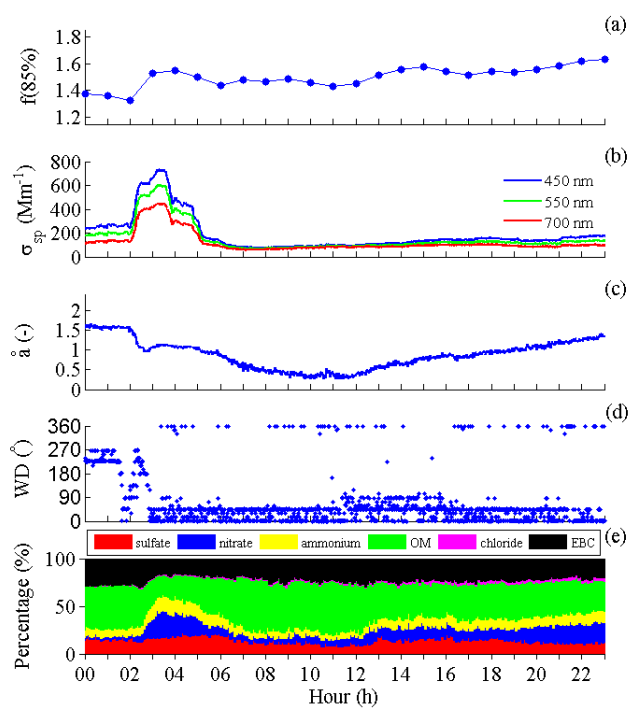 (a)
1.8
1.6
1.4
1.2
f(85%)
(b)
800
600
400
200
0
σsp (Mm-1)
450 nm
550 nm
700 nm
(c)
2
1.5
1
0.5
0
å (-)
(d)
360
270
180
90
0
WD (°)
(e)
sulfate nitrate ammonium OM chloride EBC
100
50
0
Percentage (%)
00 02 04 06 08 10 12 14 16 18 20 22
Hour (h)